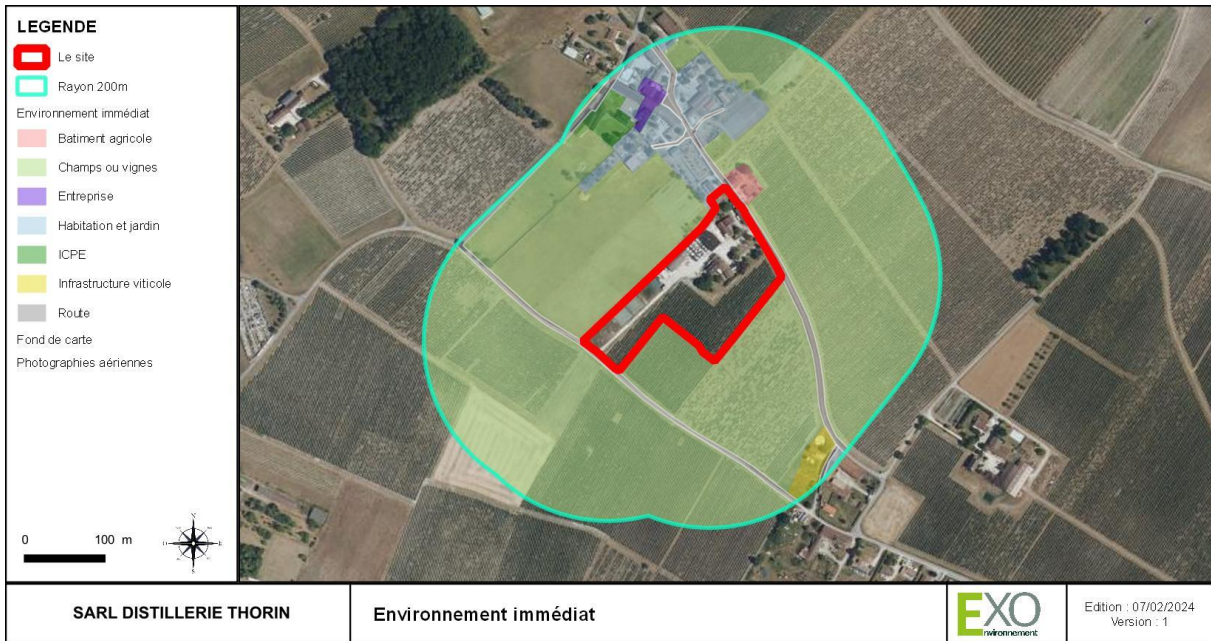 LEGENDE
Le site
Rayon 200m
Environnement immédiat
Batiment agricole
Champs ou vignes
Entreprise
Habitation et jardin
ICPE
Infrastructure viticole
Route
Fond de carte
Photographies aériennes
0 100 m
N
O E
S
SARL DISTILLERIE THORIN
Environnement immédiat
EXO
nvironnement
Edition : 07/02/2024
Version : 1